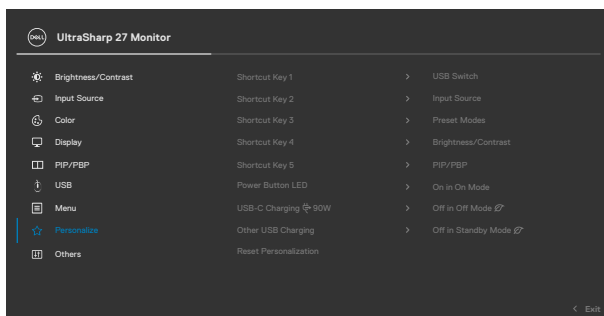 DELL UltraSharp 27 Monitor
Brightness/Contrast Shortcut Key 1 > USB Switch
Input Source Shortcut Key 2 > Input Source
Color Shortcut Key 3 > Preset Modes
Display Shortcut Key 4 > Brightness/Contrast
PIP/PBP Shortcut Key 5 > PIP/PBP
USB Power Button LED > On in On Mode
Menu USB-C Charging 90W > Off in Off Mode
Personalize Other USB Charging > Off in Standby Mode
Others Reset Personalization
< Exit